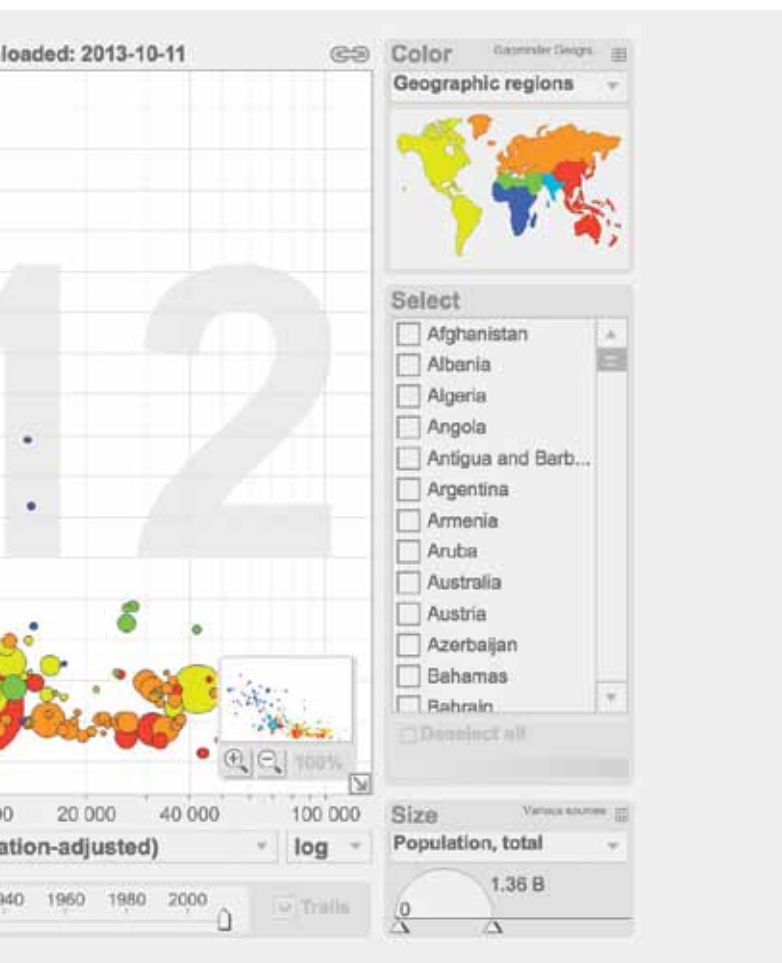 loaded: 2013-10-11
12
00 20 000 40 000 100 000
ation-adjusted)
log
940 1960 1980 2000
Trails
100%
Color
Gapminder Designs
Geographic regions
Select
Afghanistan
Albania
Algeria
Angola
Antigua and Barb...
Argentina
Armenia
Aruba
Australia
Austria
Azerbaijan
Bahamas
Bahrain
Deselect all
Size
Various sources
Population, total
1.36 B
0